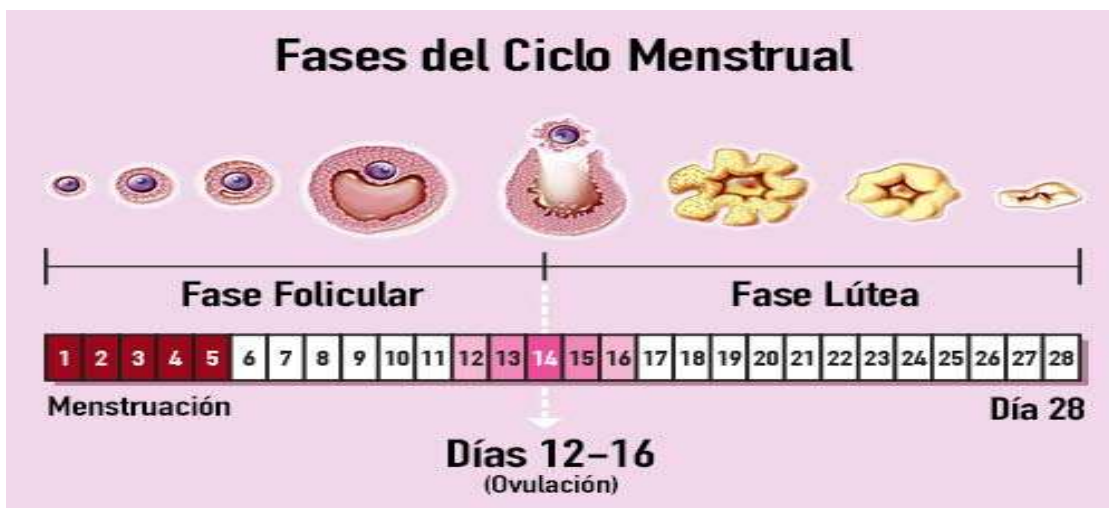 Fases del Ciclo Menstrual
Fase Folicular Fase Lútea
1 2 3 4 5 6 7 8 9 10 11 12 13 14 15 16 17 18 19 20 21 22 23 24 25 26 27 28
Menstruación Día 28
Días 12–16
(Ovulación)